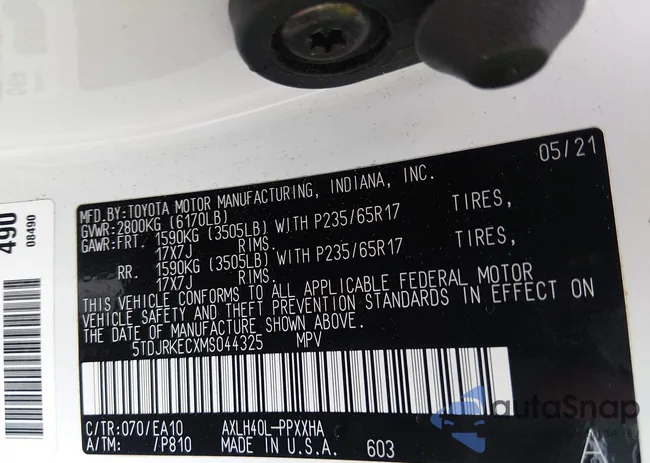 05/21
MFD.BY:TOYOTA MOTOR MANUFACTURING, INDIANA, INC.
GVWR:2800KG (6170LB)
GAWR:FRT. 1590KG (3505LB) WITH P235/65R17 TIRES,
17X7J RIMS.
RR. 1590KG (3505LB) WITH P235/65R17 TIRES,
17X7J RIMS.
THIS VEHICLE CONFORMS TO ALL APPLICABLE FEDERAL MOTOR
VEHICLE SAFETY AND THEFT PREVENTION STANDARDS IN EFFECT ON
THE DATE OF MANUFACTURE SHOWN ABOVE.
5TDJRKECXMS044325 MPV
C/TR:070/EA10 AXLH40L-PPXXHA
A/TM: /P810 MADE IN U.S.A. 603
A
490
08490
autoSnap